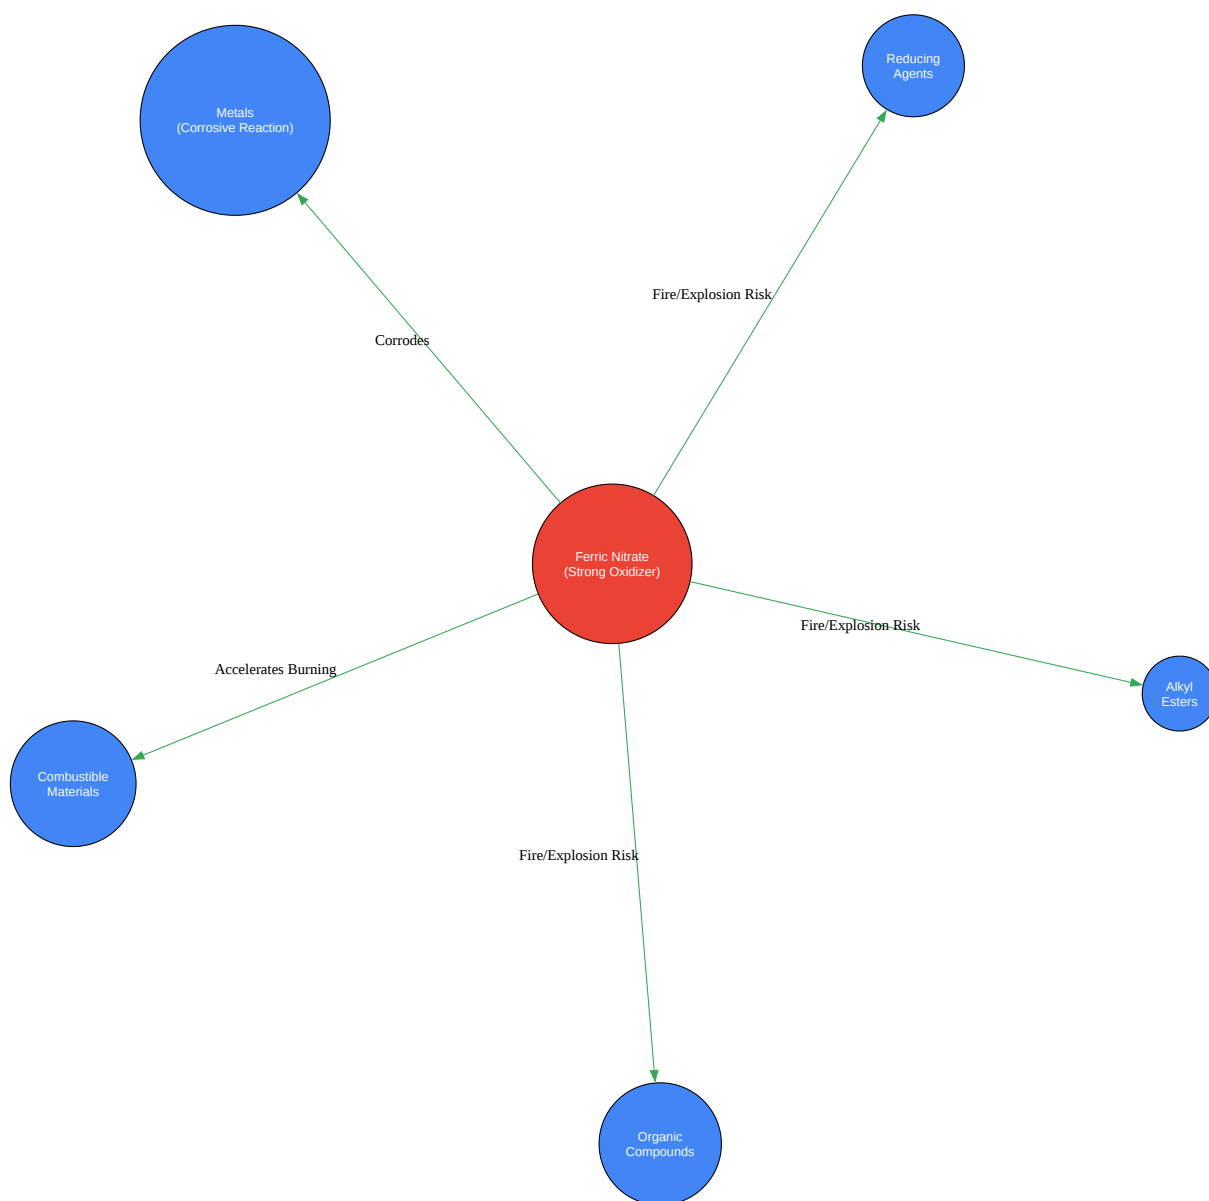 Reducing
Agents
Metals
(Corrosive Reaction)
Fire/Explosion Risk
Corrodes
Ferric Nitrate
(Strong Oxidizer)
Fire/Explosion Risk
Accelerates Burning
Alkyl
Esters
Combustible
Materials
Fire/Explosion Risk
Organic
Compounds